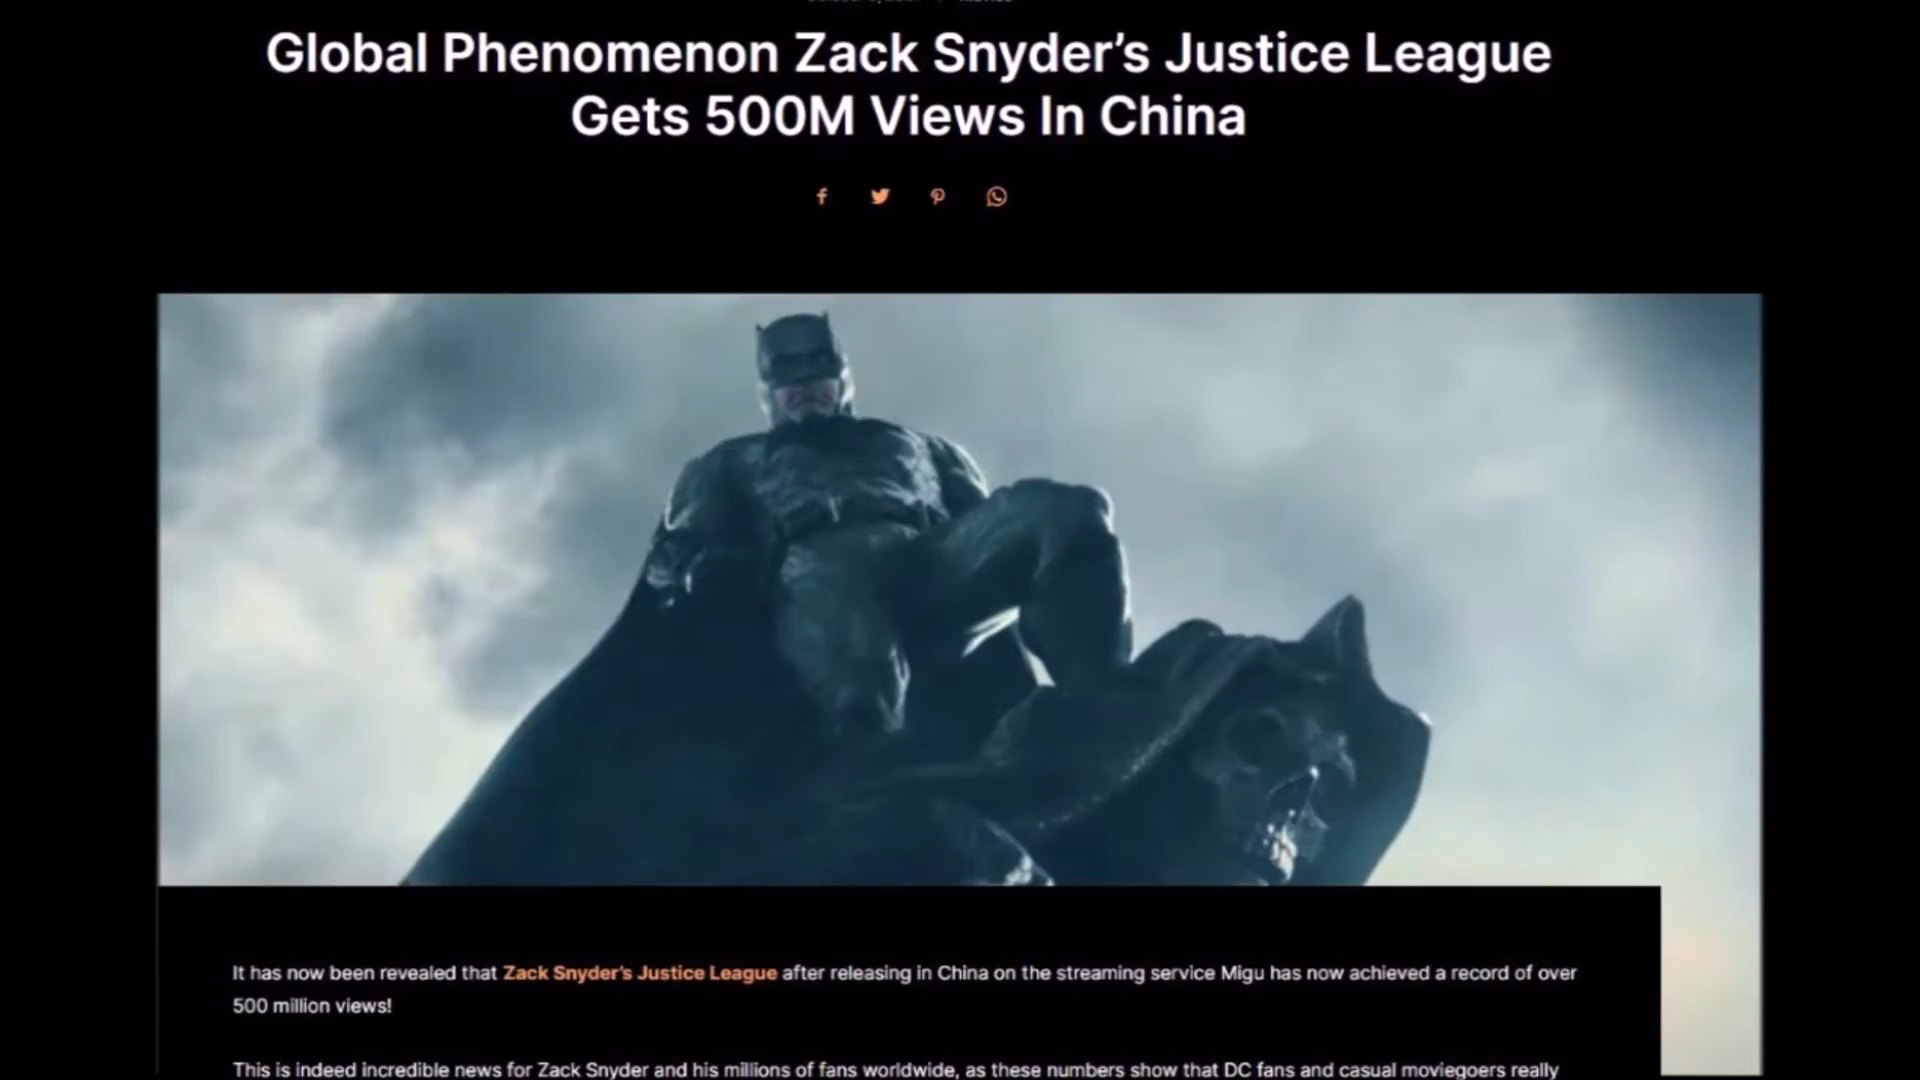 Global Phenomenon Zack Snyder's Justice League
Gets 500M Views In China
It has now been revealed that Zack Snyder's Justice League after releasing in China on the streaming service Migu has now achieved a record of over
500 million views!
This is indeed incredible news for Zack Snyder and his millions of fans worldwide, as these numbers show that DC fans and casual moviegoers really